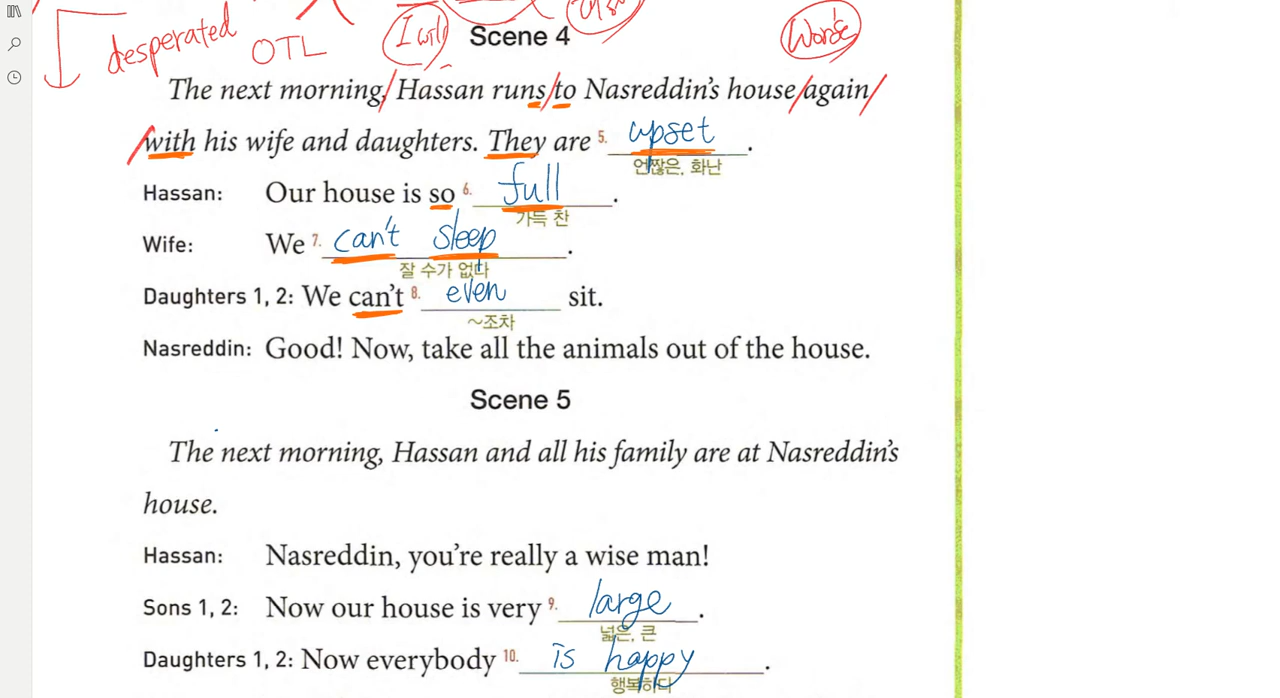 desperated
OTL
I will
Words
Scene 4
The next morning, / Hassan runs / to Nasreddin's house / again /
/ with his wife and daughters. They are 5. upset .
언짢은, 화난
Hassan: Our house is so 6. full .
가득 찬
Wife: We 7. can't sleep .
잘 수가 없다
Daughters 1, 2: We can't 8. even sit.
~조차
Nasreddin: Good! Now, take all the animals out of the house.
Scene 5
The next morning, Hassan and all his family are at Nasreddin's
house.
Hassan: Nasreddin, you're really a wise man!
Sons 1, 2: Now our house is very 9. large .
넓은, 큰
Daughters 1, 2: Now everybody 10. is happy .
행복하다